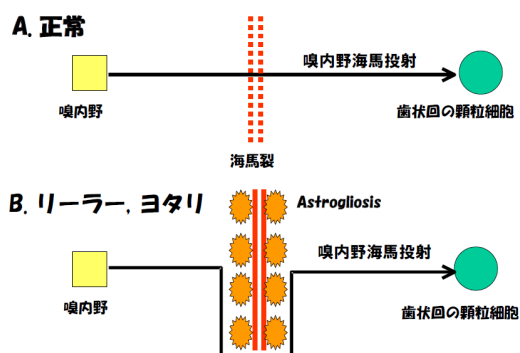 A. 正常
嗅内野海馬投射
嗅内野
歯状回の顆粒細胞
海馬裂
B. リーラー, ヨタリ
Astrogliosis
嗅内野海馬投射
嗅内野
歯状回の顆粒細胞